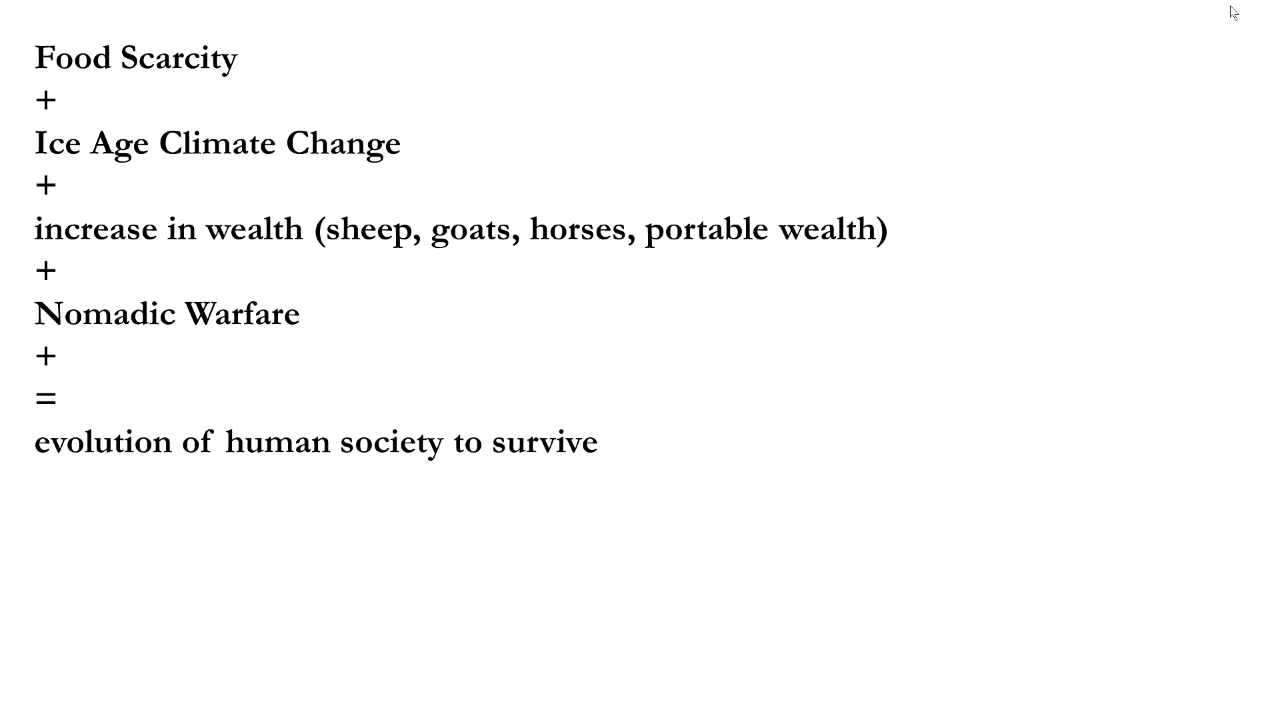 Food Scarcity
+
Ice Age Climate Change
+
increase in wealth (sheep, goats, horses, portable wealth)
+
Nomadic Warfare
+
=
evolution of human society to survive